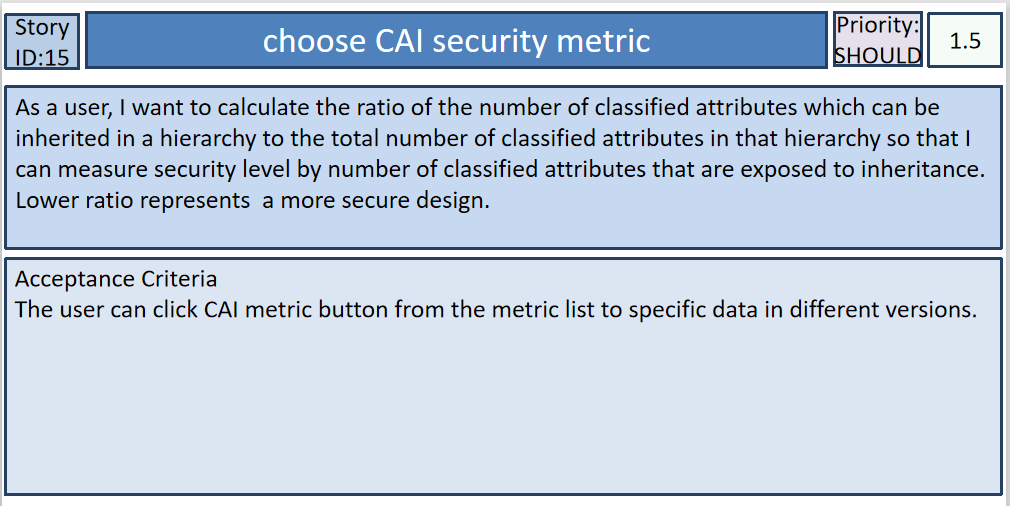 Story
ID:15
choose CAI security metric
Priority:
SHOULD
1.5
As a user, I want to calculate the ratio of the number of classified attributes which can be
inherited in a hierarchy to the total number of classified attributes in that hierarchy so that I
can measure security level by number of classified attributes that are exposed to inheritance.
Lower ratio represents  a more secure design.
Acceptance Criteria
The user can click CAI metric button from the metric list to specific data in different versions.